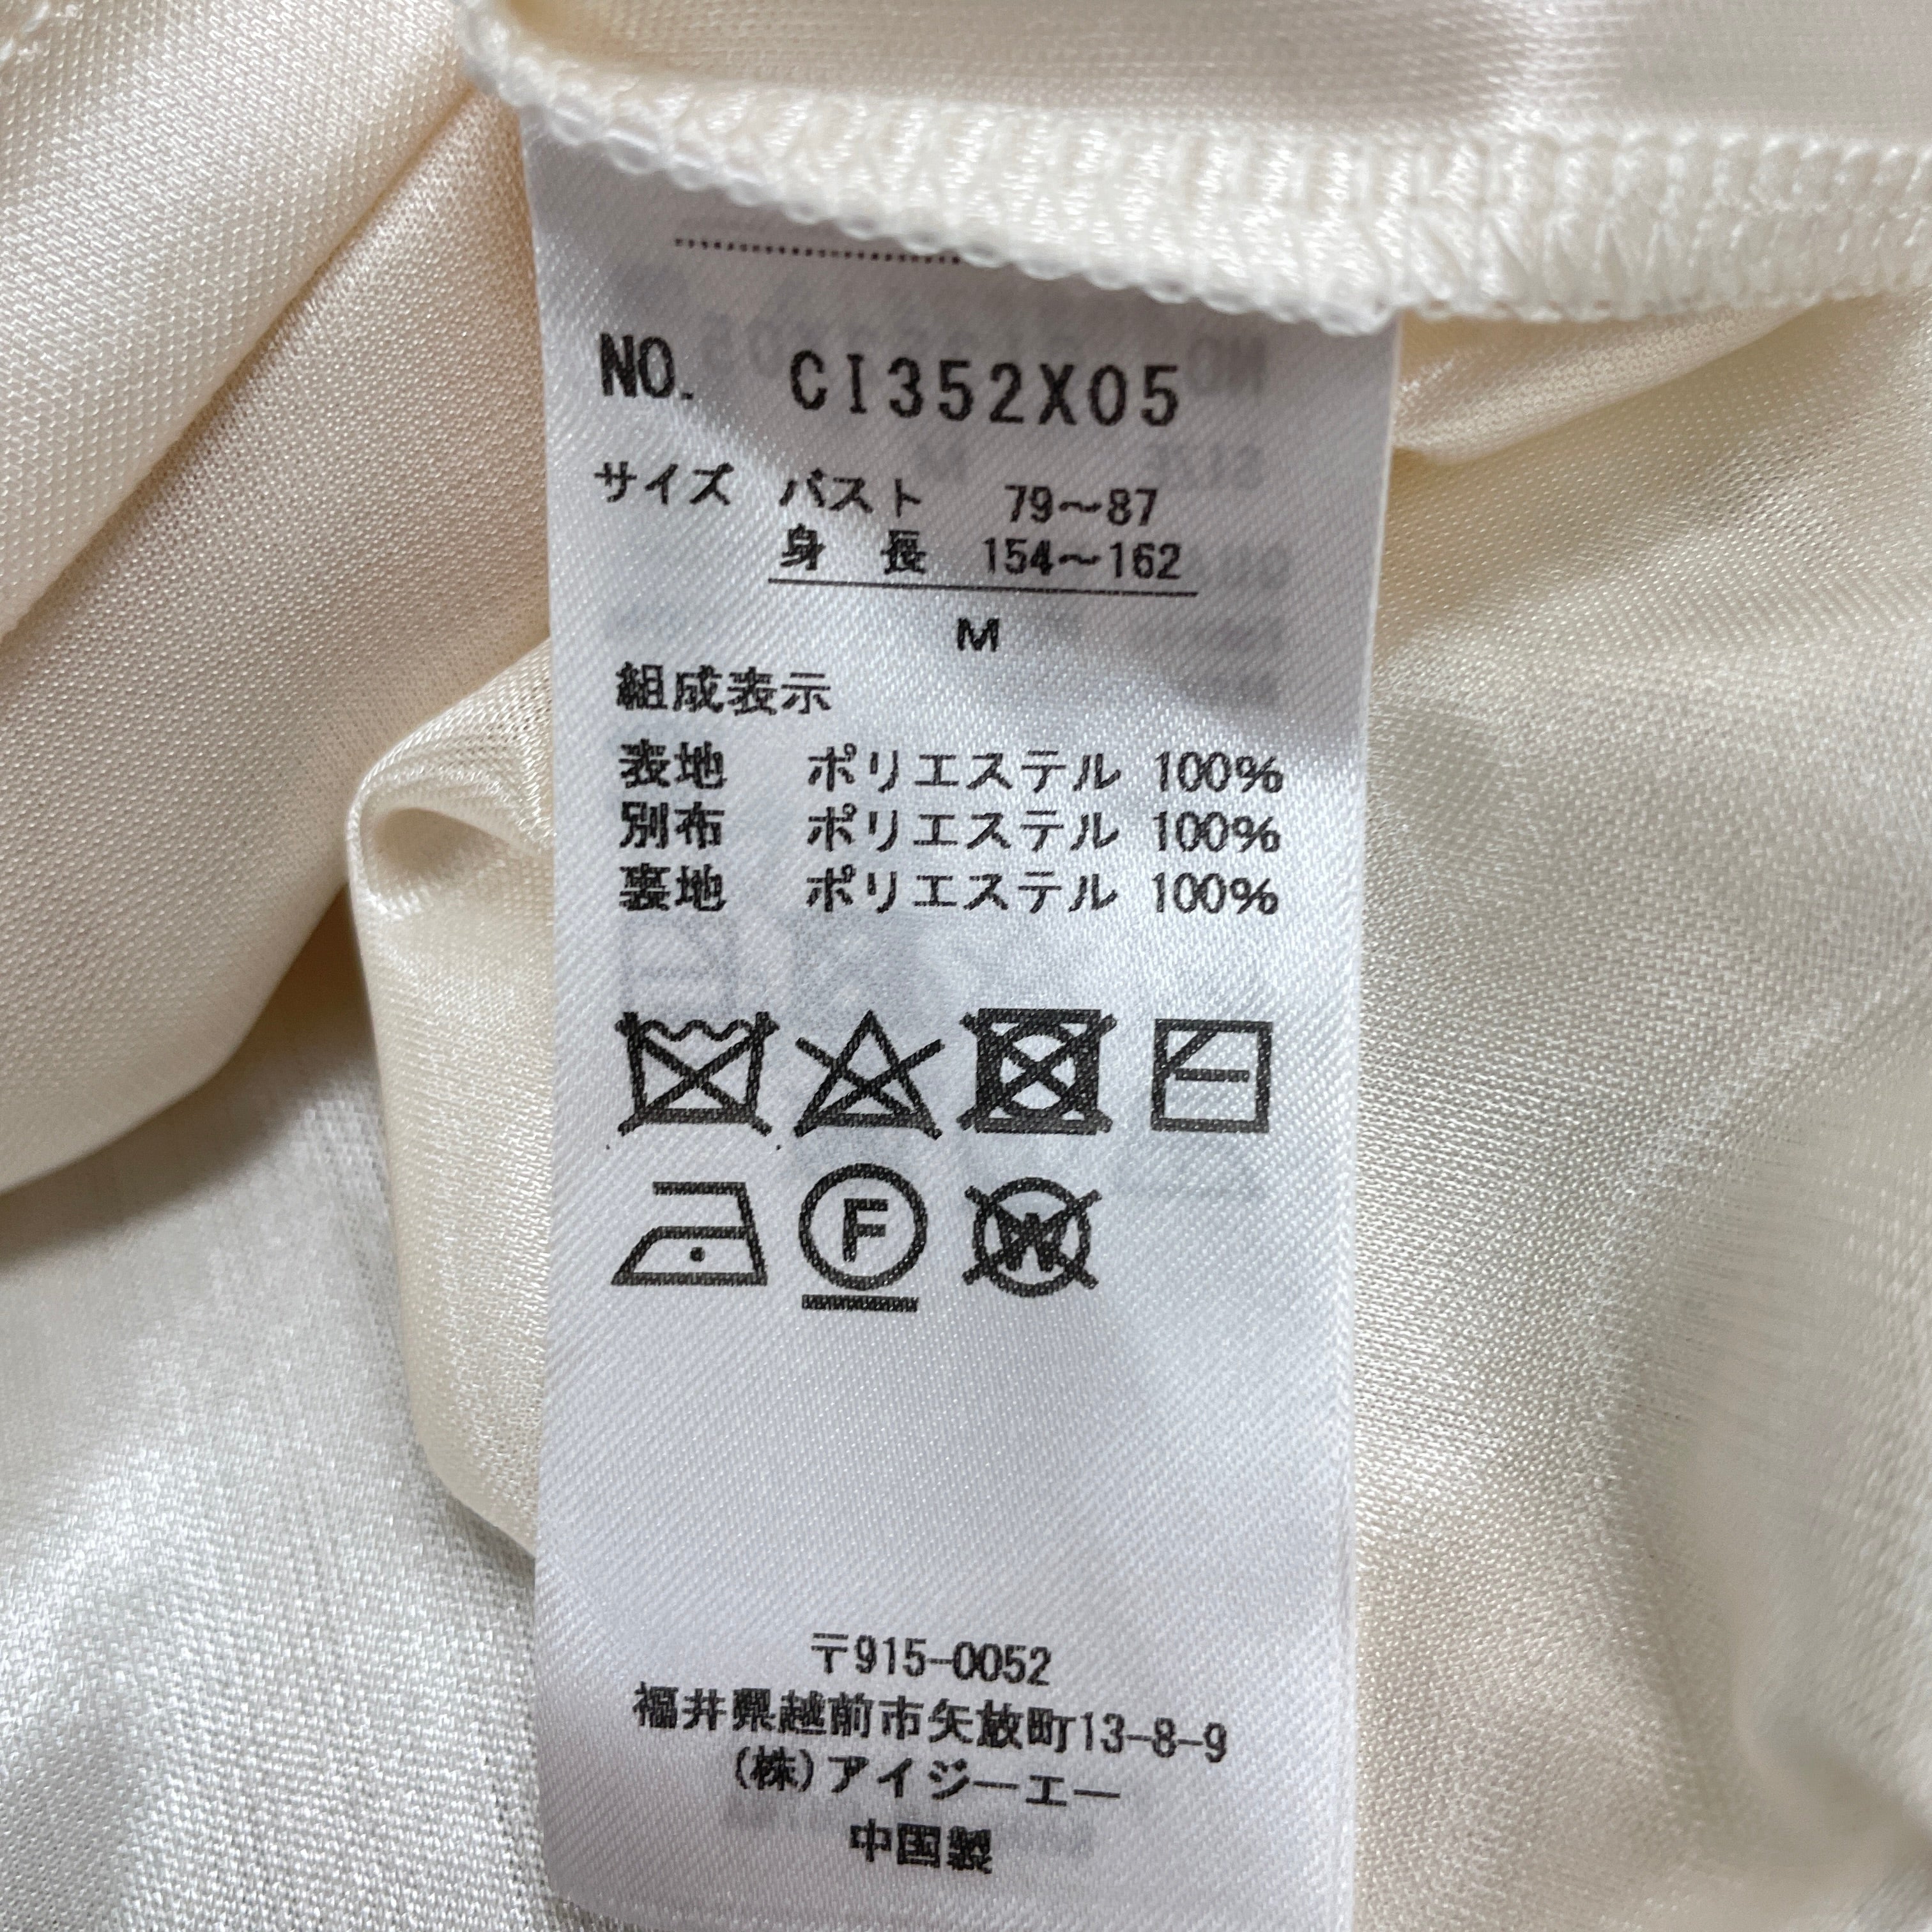 NO. CI352X05
サイズ バスト 79〜87
身長 154〜162
M
組成表示
表地 ポリエステル 100%
別布 ポリエステル 100%
裏地 ポリエステル 100%
F
W
〒915-0052
福井県越前市矢放町13-8-9
(株)アイジーエー
中国製